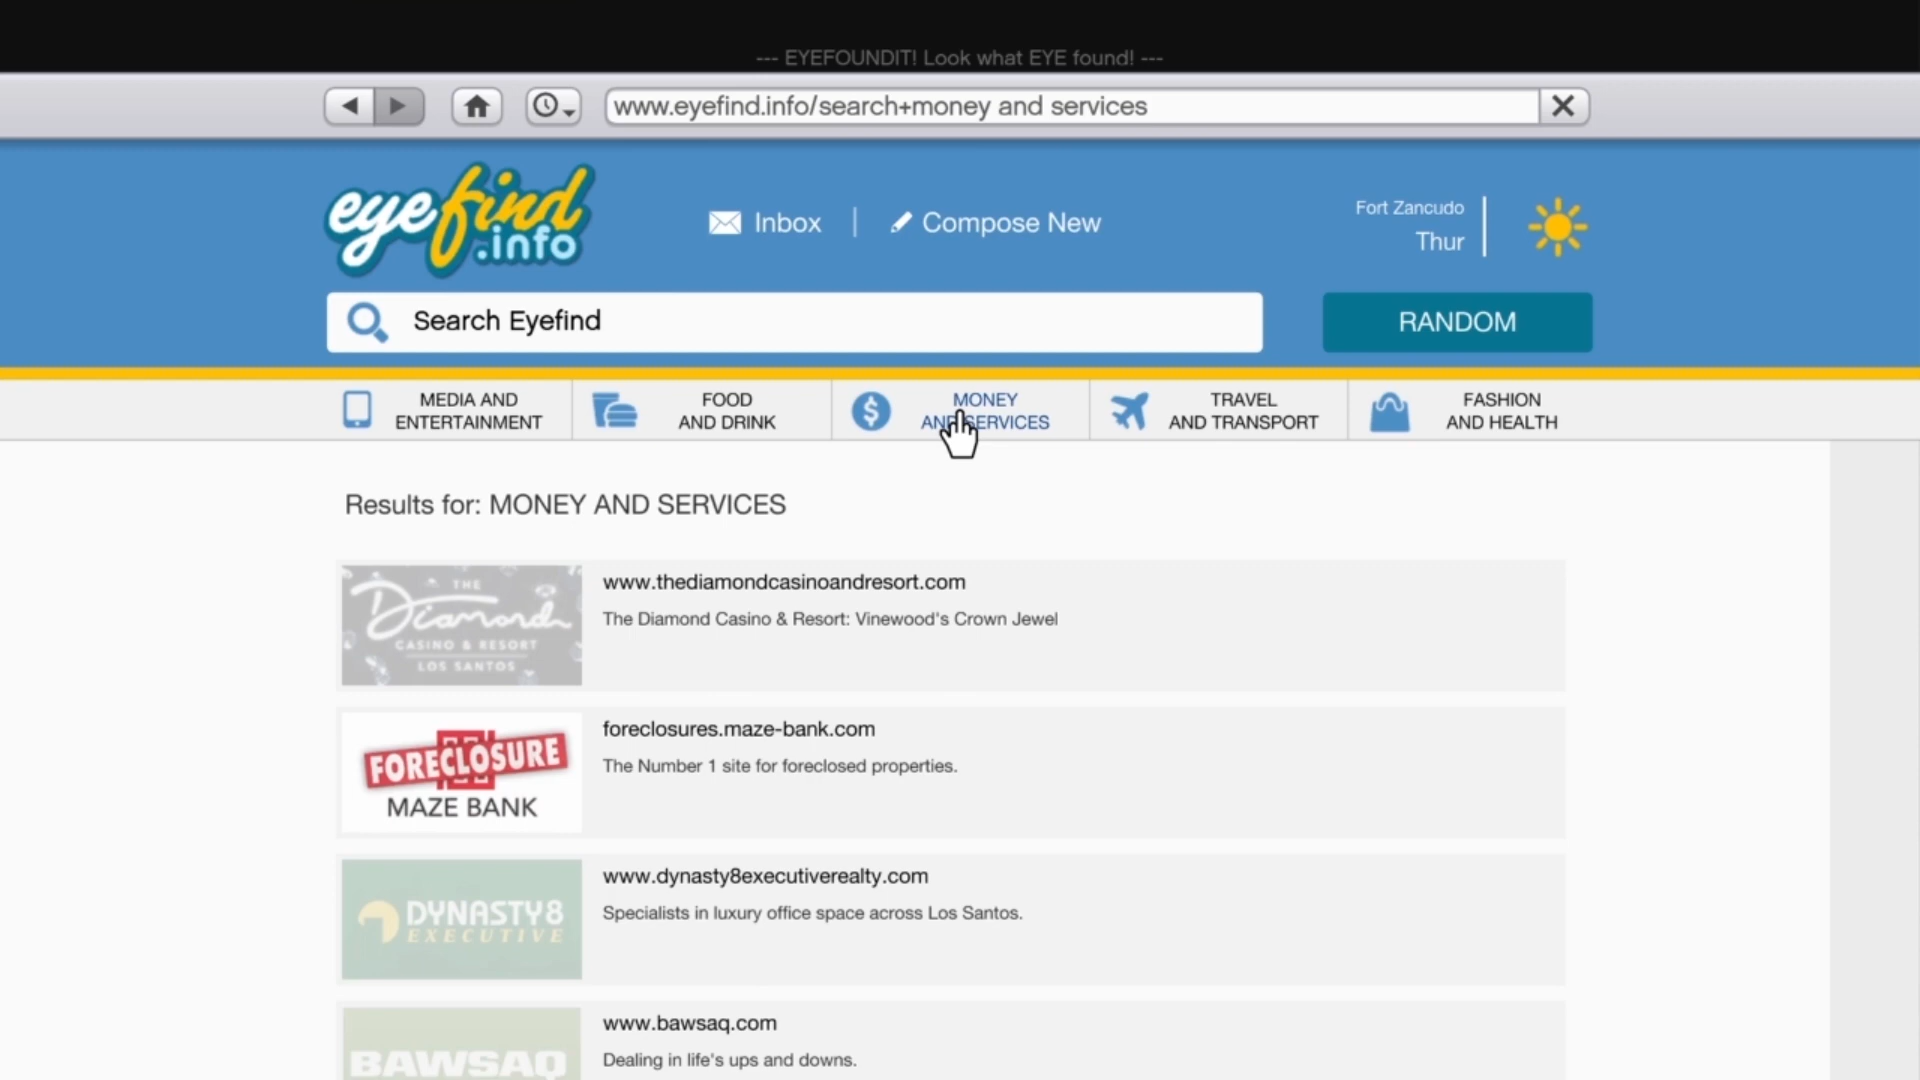 --- EYEFOUNDIT! Look what EYE found! ---
www.eyefind.info/search+money and services
eyefind
.info
Inbox
Compose New
Fort Zancudo
Thur
Search Eyefind
RANDOM
MEDIA AND
ENTERTAINMENT
FOOD
AND DRINK
MONEY
AND SERVICES
TRAVEL
AND TRANSPORT
FASHION
AND HEALTH
Results for: MONEY AND SERVICES
THE
Diamond
CASINO & RESORT
LOS SANTOS
www.thediamondcasinoandresort.com
The Diamond Casino & Resort: Vinewood's Crown Jewel
FORECLOSURE
MAZE BANK
foreclosures.maze-bank.com
The Number 1 site for foreclosed properties.
DYNASTY8
EXECUTIVE
www.dynasty8executiverealty.com
Specialists in luxury office space across Los Santos.
BAWSAQ
www.bawsaq.com
Dealing in life's ups and downs.